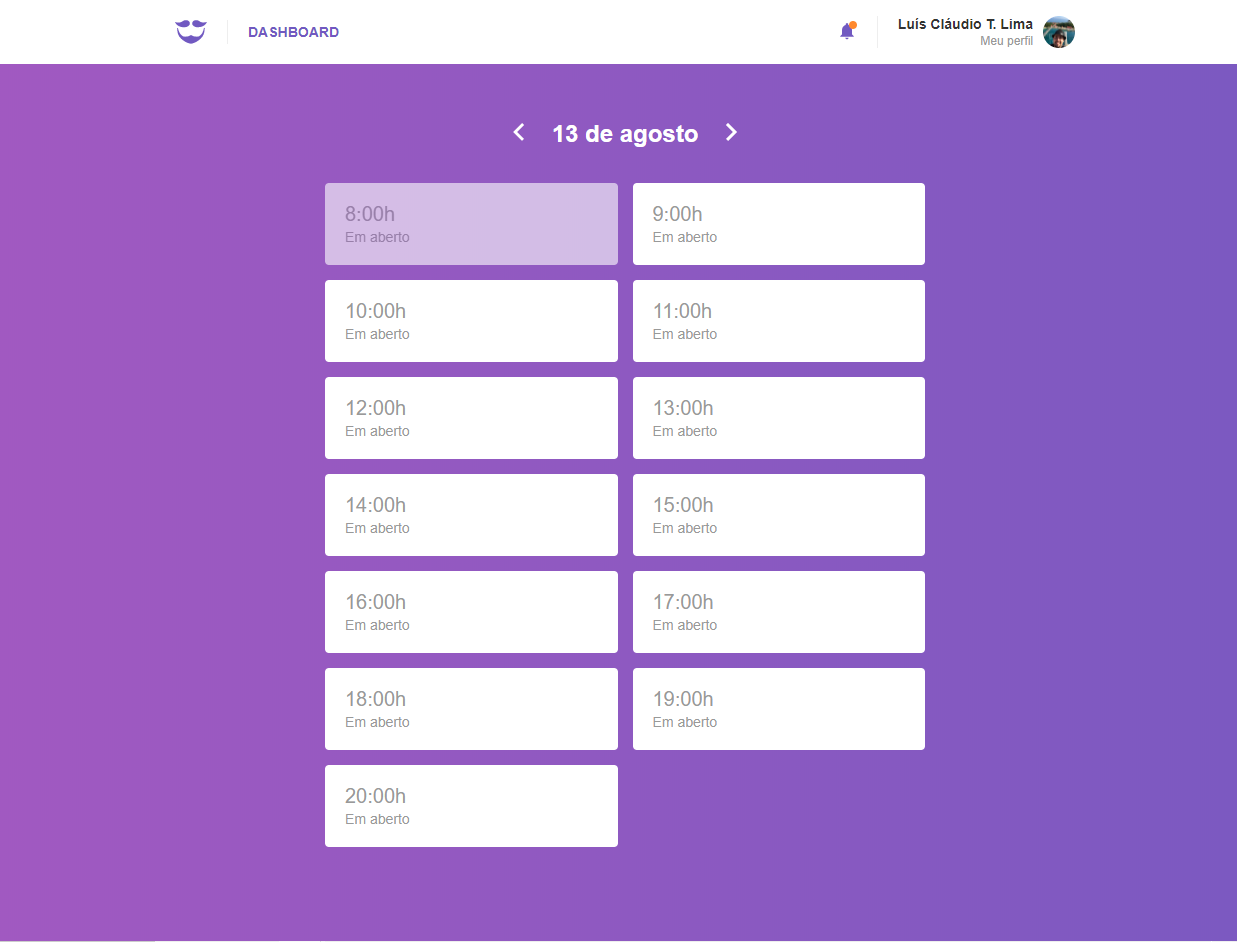 DASHBOARD
Luís Cláudio T. Lima
Meu perfil
13 de agosto
8:00h
Em aberto
9:00h
Em aberto
10:00h
Em aberto
11:00h
Em aberto
12:00h
Em aberto
13:00h
Em aberto
14:00h
Em aberto
15:00h
Em aberto
16:00h
Em aberto
17:00h
Em aberto
18:00h
Em aberto
19:00h
Em aberto
20:00h
Em aberto